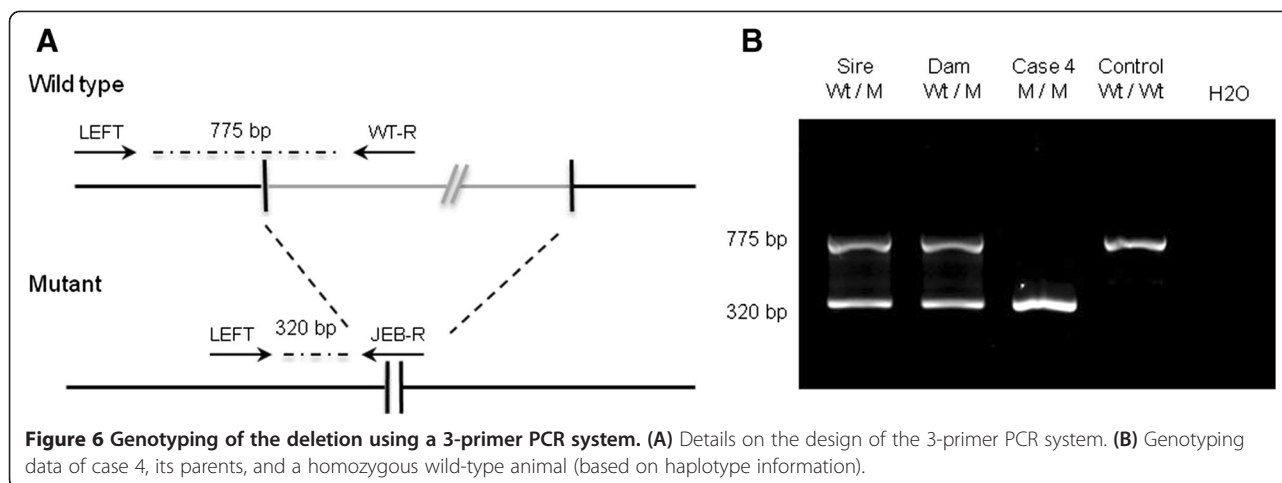 A
Wild type
LEFT
775 bp
WT-R
Mutant
LEFT
320 bp
JEB-R
B
Sire Dam Case 4 Control
Wt / M Wt / M M / M Wt / Wt H2O
775 bp
320 bp
Figure 6 Genotyping of the deletion using a 3-primer PCR system. (A) Details on the design of the 3-primer PCR system. (B) Genotyping
data of case 4, its parents, and a homozygous wild-type animal (based on haplotype information).